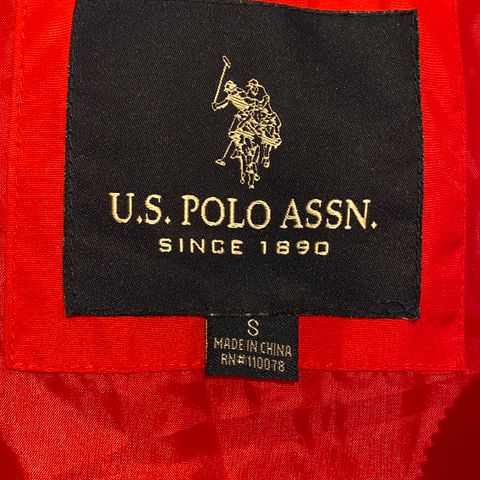 U.S. POLO ASSN.
SINCE 1890
S
MADE IN CHINA
RN#110078